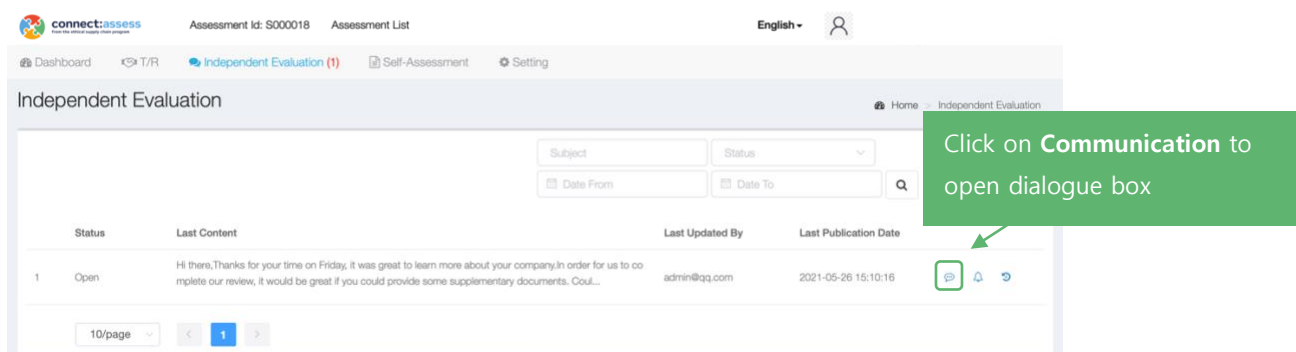 connect:assess
from the ethical supply chain program
Assessment Id: S000018
Assessment List
English
Dashboard
T/R
Independent Evaluation (1)
Self-Assessment
Setting
Independent Evaluation
Home > Independent Evaluation
Click on Communication to
open dialogue box
Subject
Status
Date From
Date To
Status
Last Content
Last Updated By
Last Publication Date
1
Open
Hi there,Thanks for your time on Friday, it was great to learn more about your company.In order for us to co
mplete our review, it would be great if you could provide some supplementary documents. Coul...
admin@qq.com
2021-05-26 15:10:16
10/page
<
1
>